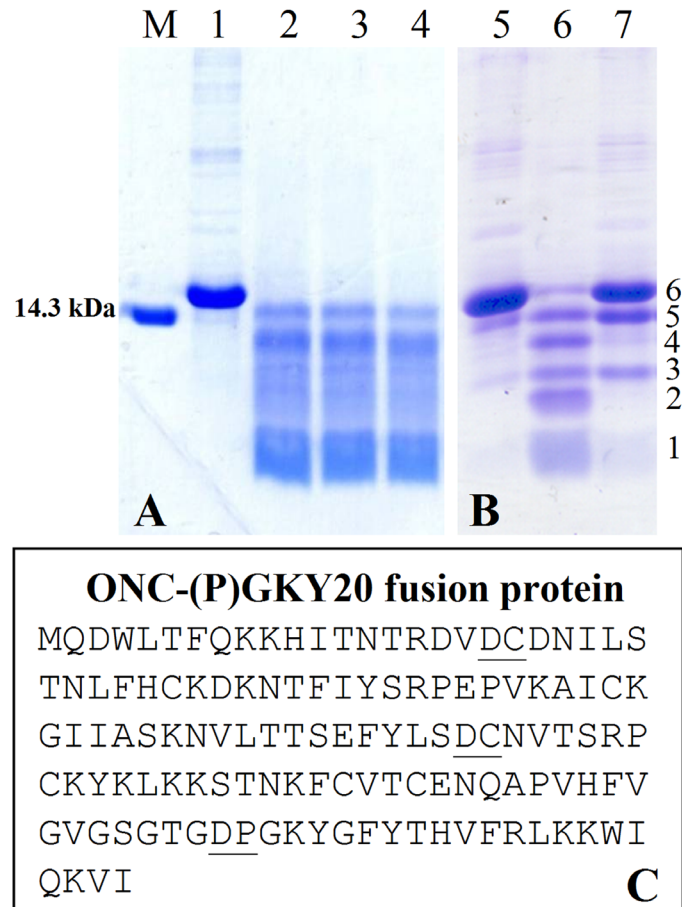 M 1 2 3 4 5 6 7
14.3 kDa
6
5
4
3
2
1
A B
ONC-(P)GKY20 fusion protein
MQDWLTFQKKHITNTRDVDCDNILS
TNLFHCKDKNTFIYSRPEPVKAICK
GIIASKNVLTTSEFYLSDCNVTSRP
CKYKLKKSTNKFCVTCENQAPVHFV
GVGSGTGDPGKYGFYTHVFRLKKWI
QKVI
C